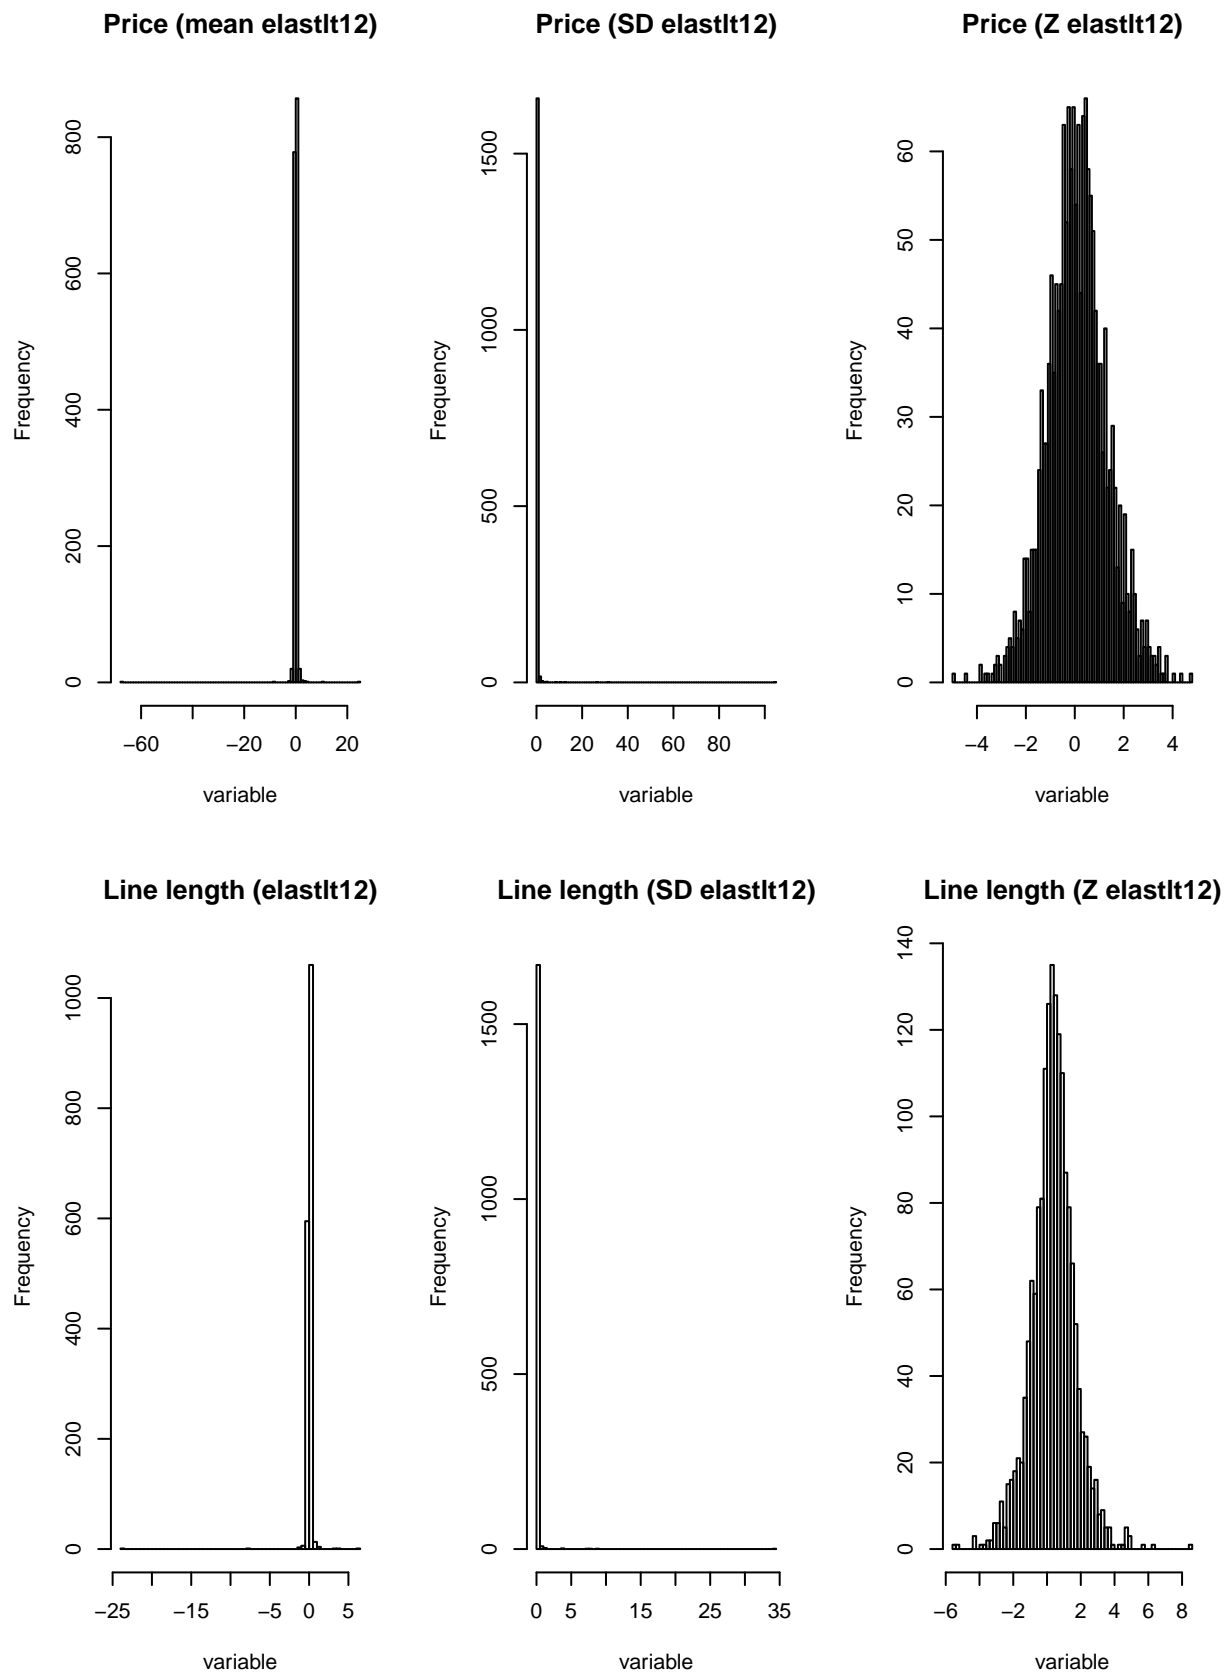 Price (mean elastlt12)
Frequency
0 200 400 600 800
−60 −20 0 20
variable
Price (SD elastlt12)
Frequency
0 500 1000 1500
0 20 40 60 80
variable
Price (Z elastlt12)
Frequency
0 10 20 30 40 50 60
−4 −2 0 2 4
variable
Line length (elastlt12)
Frequency
0 200 400 600 800 1000
−25 −15 −5 0 5
variable
Line length (SD elastlt12)
Frequency
0 500 1000 1500
0 5 15 25 35
variable
Line length (Z elastlt12)
Frequency
0 20 40 60 80 100 120 140
−6 −2 2 4 6 8
variable